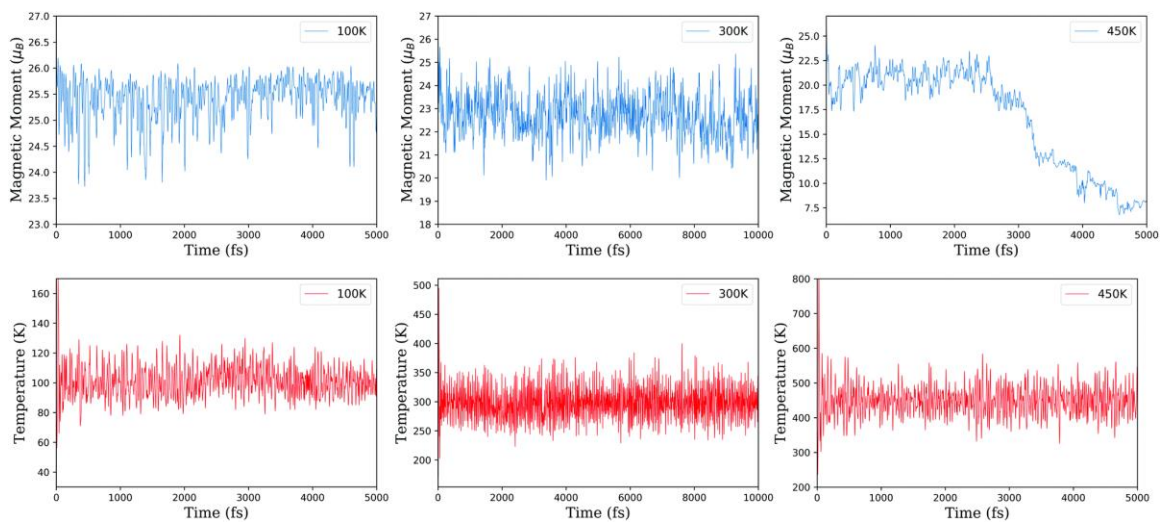 27.0
26.5
26.0
25.5
25.0
24.5
24.0
23.5
23.0
Magnetic Moment (μB)
100K
0 1000 2000 3000 4000 5000
Time (fs)
27
26
25
24
23
22
21
20
19
18
Magnetic Moment (μB)
300K
0 2000 4000 6000 8000 10000
Time (fs)
25.0
22.5
20.0
17.5
15.0
12.5
10.0
7.5
Magnetic Moment (μB)
450K
0 1000 2000 3000 4000 5000
Time (fs)
160
140
120
100
80
60
40
Temperature (K)
100K
0 1000 2000 3000 4000 5000
Time (fs)
500
450
400
350
300
250
200
Temperature (K)
300K
0 2000 4000 6000 8000 10000
Time (fs)
800
700
600
500
400
300
200
Temperature (K)
450K
0 1000 2000 3000 4000 5000
Time (fs)